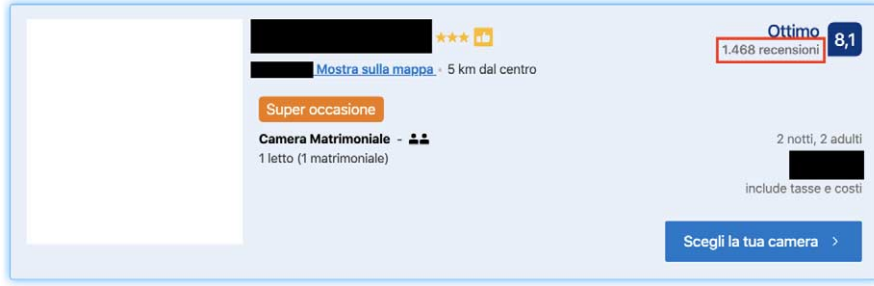 Ottimo
1.468 recensioni
8,1
Mostra sulla mappa • 5 km dal centro
Super occasione
Camera Matrimoniale -
1 letto (1 matrimoniale)
2 notti, 2 adulti
include tasse e costi
Scegli la tua camera >